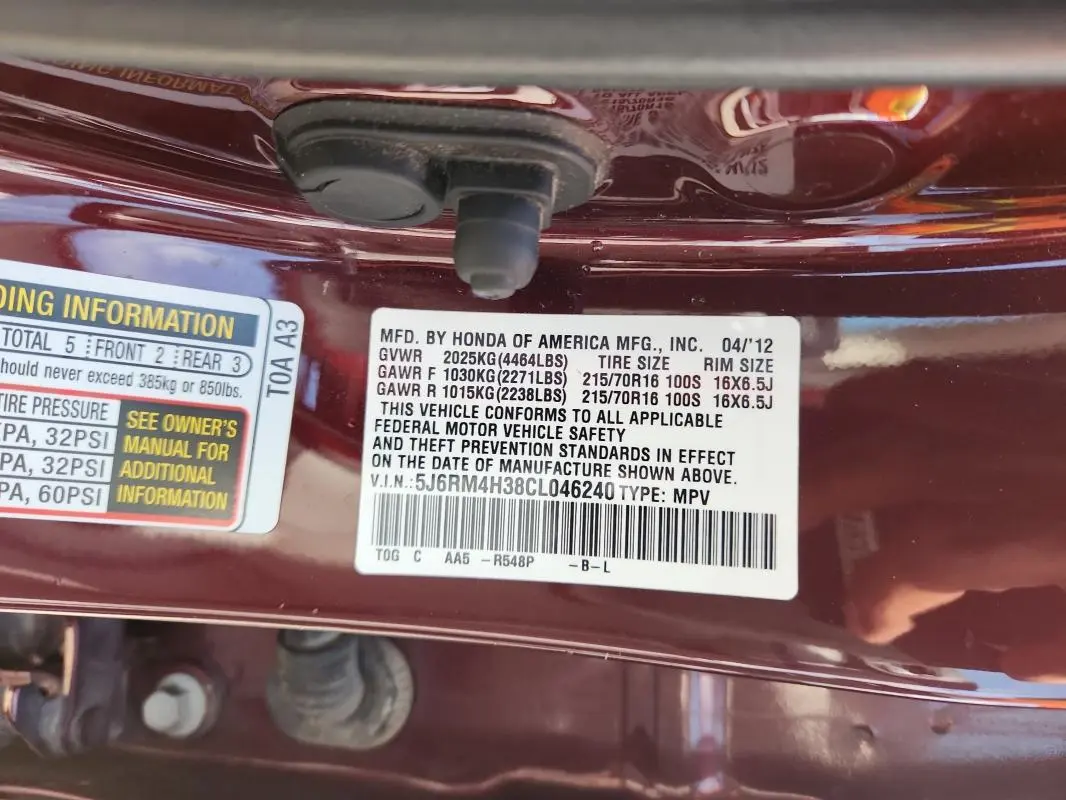 DING INFORMATION
TOTAL 5 FRONT 2 REAR 3
hould never exceed 385kg or 850lbs.
TIRE PRESSURE
PA, 32PSI
PA, 32PSI
PA, 60PSI
SEE OWNER'S
MANUAL FOR
ADDITIONAL
INFORMATION
T0A A3
MFD. BY HONDA OF AMERICA MFG., INC. 04/'12
GVWR 2025KG(4464LBS) TIRE SIZE RIM SIZE
GAWR F 1030KG(2271LBS) 215/70R16 100S 16X6.5J
GAWR R 1015KG(2238LBS) 215/70R16 100S 16X6.5J
THIS VEHICLE CONFORMS TO ALL APPLICABLE
FEDERAL MOTOR VEHICLE SAFETY
AND THEFT PREVENTION STANDARDS IN EFFECT
ON THE DATE OF MANUFACTURE SHOWN ABOVE.
V.I.N.:5J6RM4H38CL046240 TYPE: MPV
T0G C AA5 -R548P -B-L